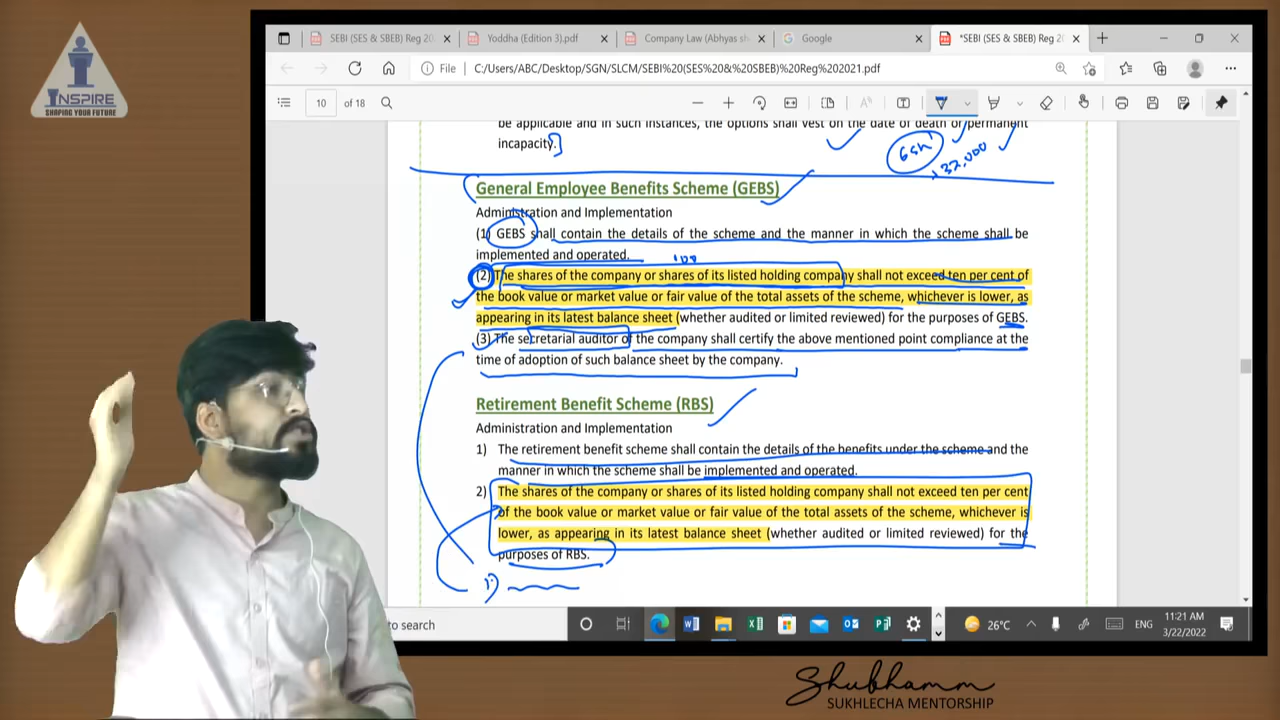 INSPIRE
SHAPING YOUR FUTURE
SEBI (SES & SBEB) Reg 20
Yoddha (Edition 3).pdf
Company Law (Abhyas sh
Google
*SEBI (SES & SBEB) Reg 2
File C:/Users/ABC/Desktop/SGN/SLCM/SEBI%20(SES%20&%20SBEB)%20Reg%202021.pdf
10 of 18
be applicable and in such instances, the options shall vest on the date of death or permanent
incapacity.]
+32,000
General Employee Benefits Scheme (GEBS)
Administration and Implementation
(1) GEBS shall contain the details of the scheme and the manner in which the scheme shall be
implemented and operated.
100
(2) The shares of the company or shares of its listed holding company shall not exceed ten per cent of
the book value or market value or fair value of the total assets of the scheme, whichever is lower, as
appearing in its latest balance sheet (whether audited or limited reviewed) for the purposes of GEBS.
(3) The secretarial auditor of the company shall certify the above mentioned point compliance at the
time of adoption of such balance sheet by the company.
Retirement Benefit Scheme (RBS)
Administration and Implementation
1) The retirement benefit scheme shall contain the details of the benefits under the scheme and the
manner in which the scheme shall be implemented and operated.
2) The shares of the company or shares of its listed holding company shall not exceed ten per cent
of the book value or market value or fair value of the total assets of the scheme, whichever is
lower, as appearing in its latest balance sheet (whether audited or limited reviewed) for the
purposes of RBS.
to search
26°C
ENG
11:21 AM
3/22/2022
Shubhamm
SUKHLECHA MENTORSHIP